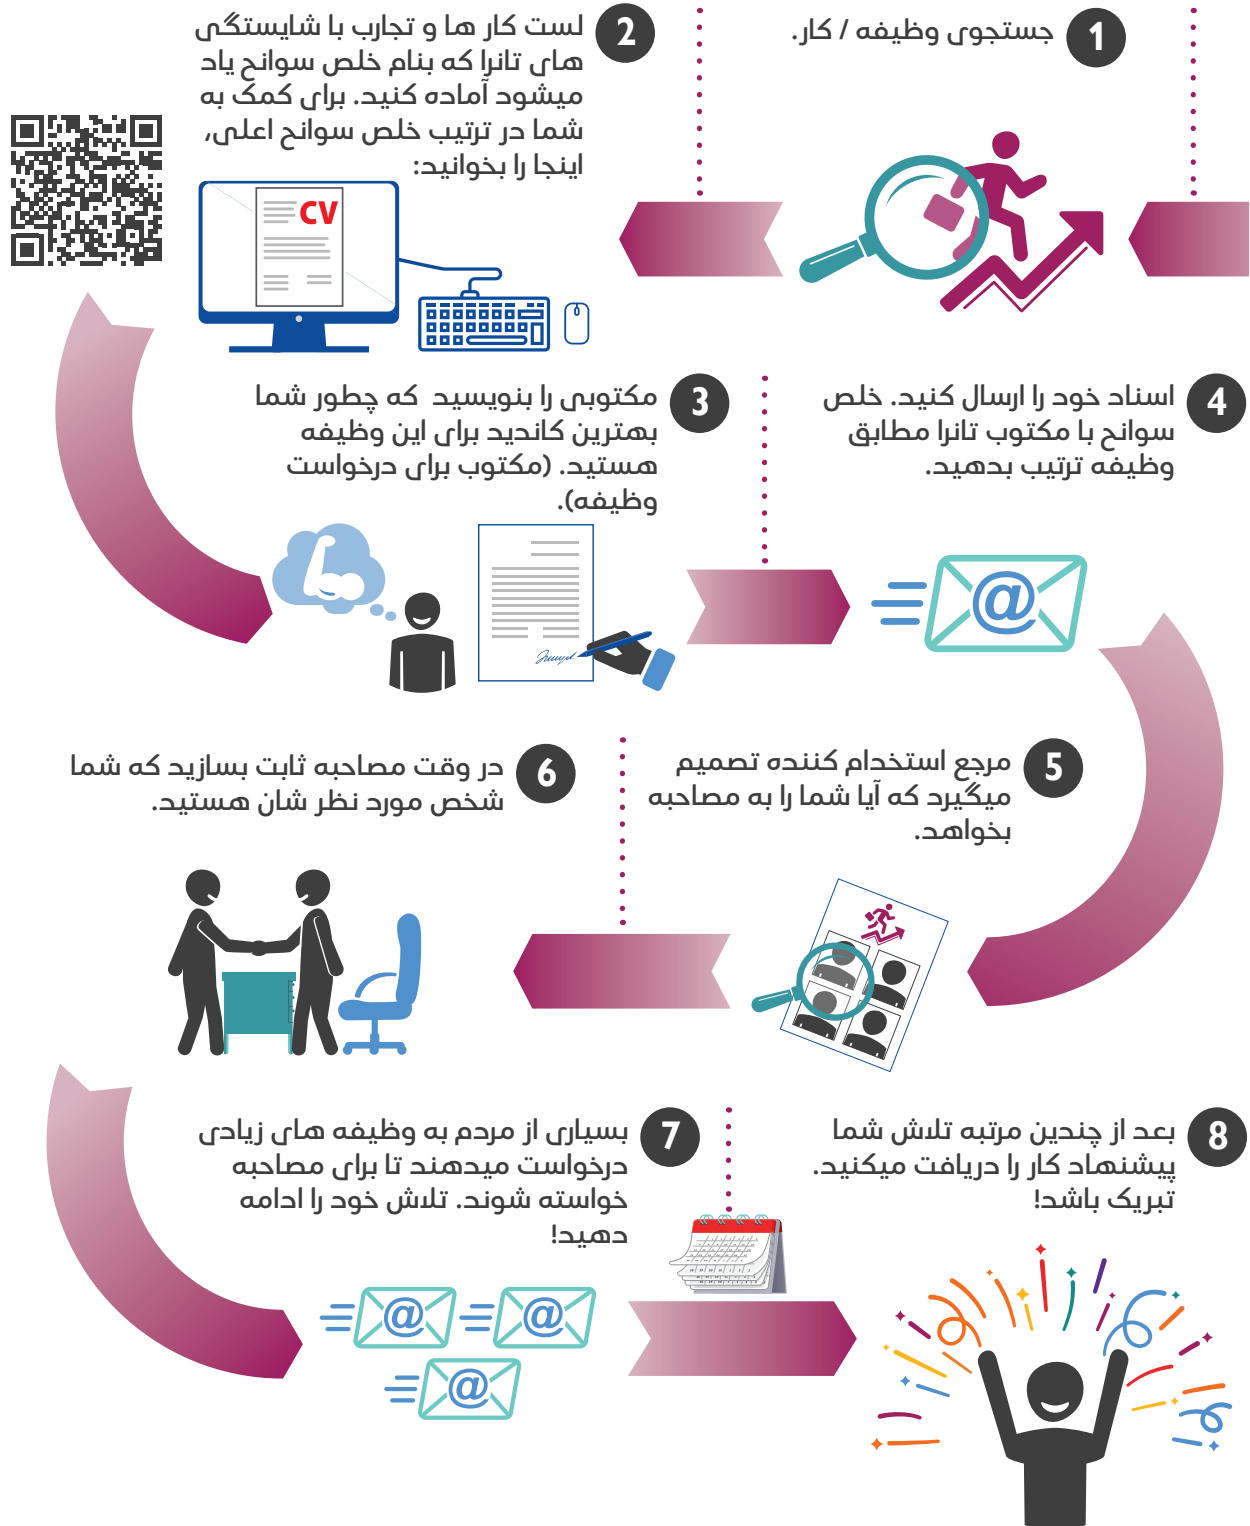 1
جستجوی وظیفه / کار.
2
لست کار ها و تجارب با شایستگی
های تانرا که بنام خلص سوانح یاد
میشود آماده کنید. برای کمک به
شما در ترتیب خلص سوانح اعلی،
اینجا را بخوانید:
CV
3
مکتوبی را بنویسید که چطور شما
بهترین کاندید برای این وظیفه
هستید. (مکتوب برای درخواست
وظیفه).
4
اسناد خود را ارسال کنید. خلص
سوانح با مکتوب تانرا مطابق
وظیفه ترتیب بدهید.
@
5
مرجع استخدام کننده تصمیم
میگیرد که آیا شما را به مصاحبه
بخواهد.
6
در وقت مصاحبه ثابت بسازید که شما
شخص مورد نظر شان هستید.
7
بسیاری از مردم به وظیفه های زیادی
درخواست میدهند تا برای مصاحبه
خواسته شوند. تلاش خود را ادامه
دهید!
@
@
@
8
بعد از چندین مرتبه تلاش شما
پیشنهاد کار را دریافت میکنید.
تبریک باشد!